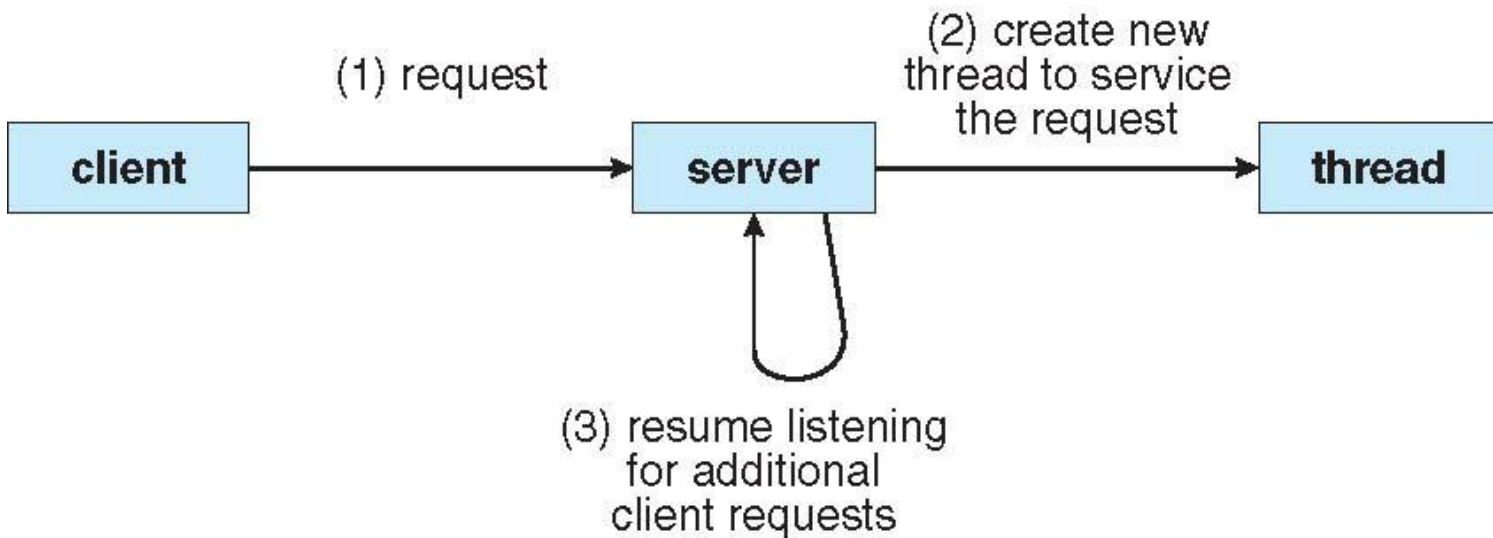 (1) request
(2) create new
thread to service
the request
client
server
thread
(3) resume listening
for additional
client requests